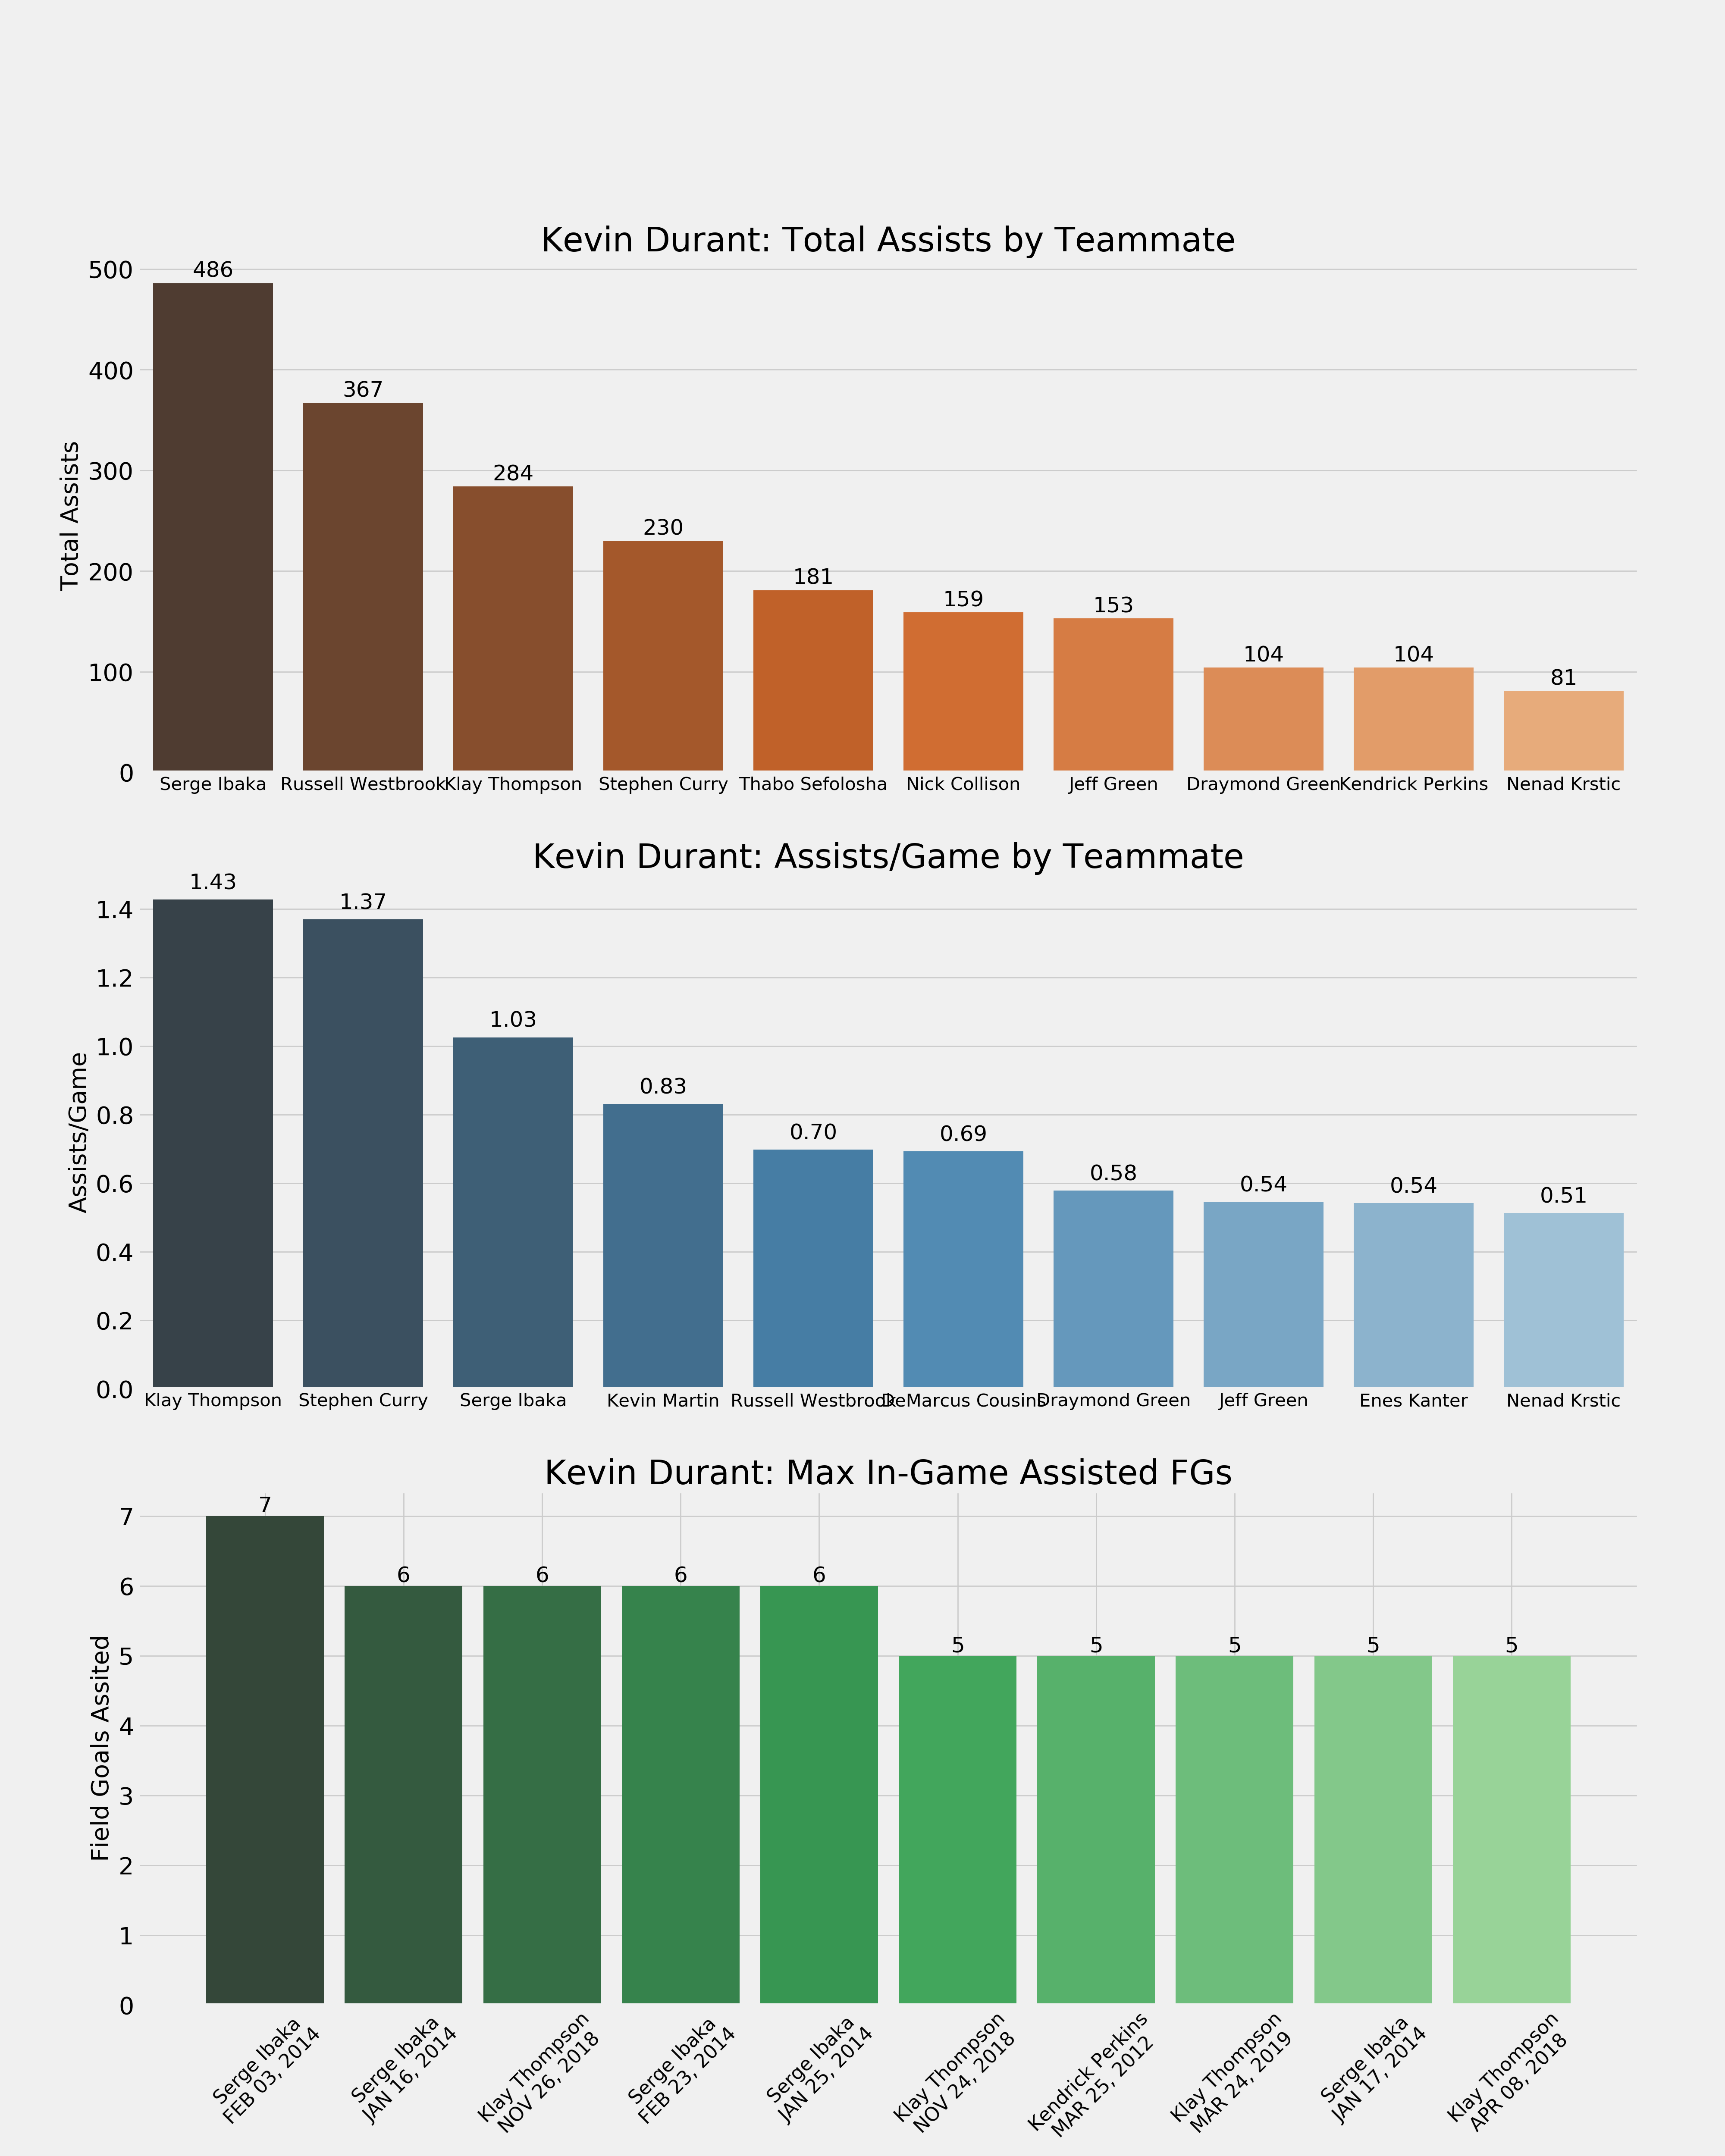 Kevin Durant: Total Assists by Teammate
Total Assists
500
400
300
200
100
0
486
367
284
230
181
159
153
104
104
81
Serge Ibaka
Russell Westbrook
Klay Thompson
Stephen Curry
Thabo Sefolosha
Nick Collison
Jeff Green
Draymond Green
Kendrick Perkins
Nenad Krstic
Kevin Durant: Assists/Game by Teammate
Assists/Game
1.4
1.2
1.0
0.8
0.6
0.4
0.2
0.0
1.43
1.37
1.03
0.83
0.70
0.69
0.58
0.54
0.54
0.51
Klay Thompson
Stephen Curry
Serge Ibaka
Kevin Martin
Russell Westbrook
DeMarcus Cousins
Draymond Green
Jeff Green
Enes Kanter
Nenad Krstic
Kevin Durant: Max In-Game Assisted FGs
Field Goals Assited
7
6
5
4
3
2
1
0
7
6
6
6
6
5
5
5
5
5
Serge Ibaka
FEB 03, 2014
Serge Ibaka
JAN 16, 2014
Klay Thompson
NOV 26, 2018
Serge Ibaka
FEB 23, 2014
Serge Ibaka
JAN 25, 2014
Klay Thompson
NOV 24, 2018
Kendrick Perkins
MAR 25, 2012
Klay Thompson
MAR 24, 2019
Serge Ibaka
JAN 17, 2014
Klay Thompson
APR 08, 2018